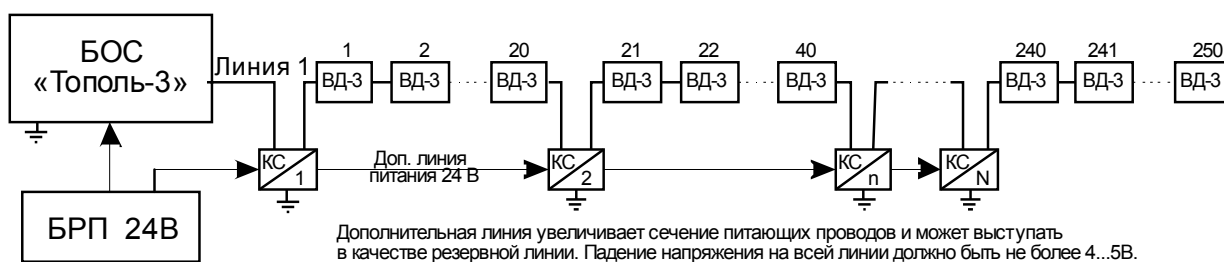 БОС
«Тополь-3»
Линия 1
1 2 20 21 22 40 240 241 250
ВД-3 ВД-3 ВД-3 ВД-3 ВД-3 ВД-3 ВД-3 ВД-3 ВД-3
КС 1
Доп. линия
питания 24 В
КС 2
КС n
КС N
БРП 24В
Дополнительная линия увеличивает сечение питающих проводов и может выступать
в качестве резервной линии. Падение напряжения на всей линии должно быть не более 4...5В.